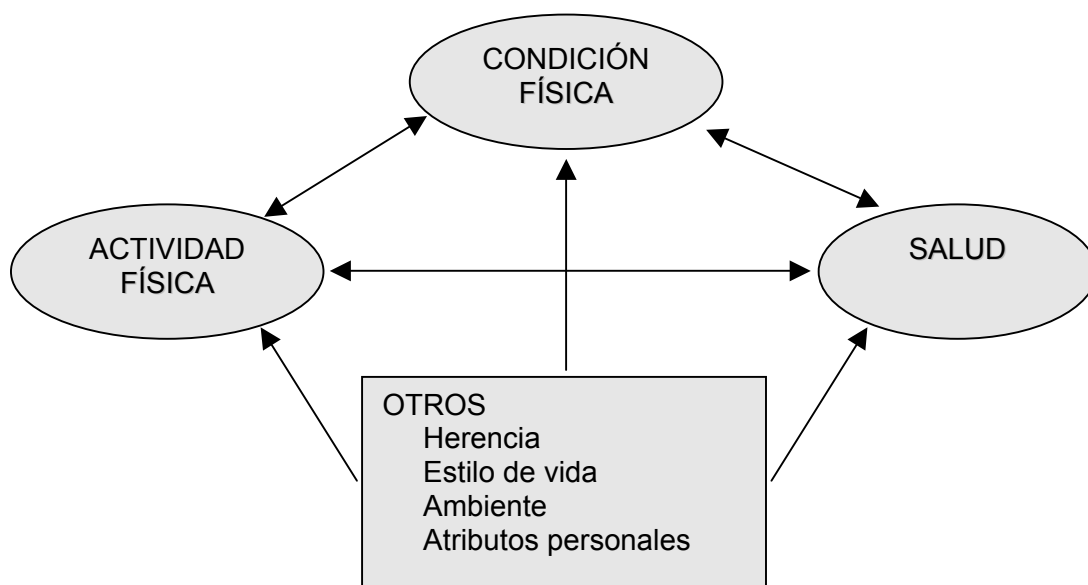 CONDICIÓN
FÍSICA
ACTIVIDAD
FÍSICA
SALUD
OTROS
Herencia
Estilo de vida
Ambiente
Atributos personales